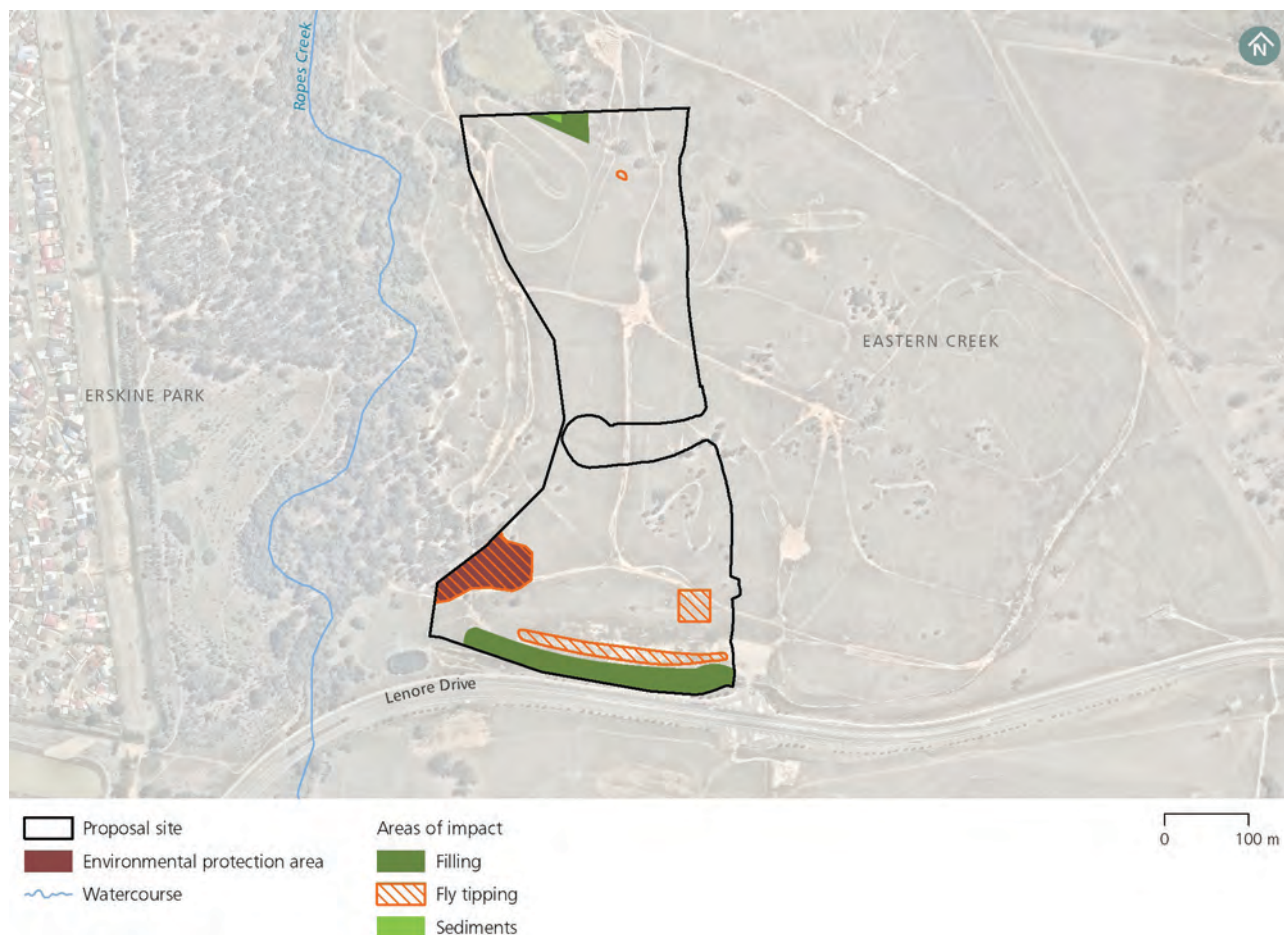 Ropes Creek
N
EASTERN CREEK
ERSKINE PARK
Lenore Drive
Proposal site
Environmental protection area
Watercourse
Areas of impact
Filling
Fly tipping
Sediments
0 100 m